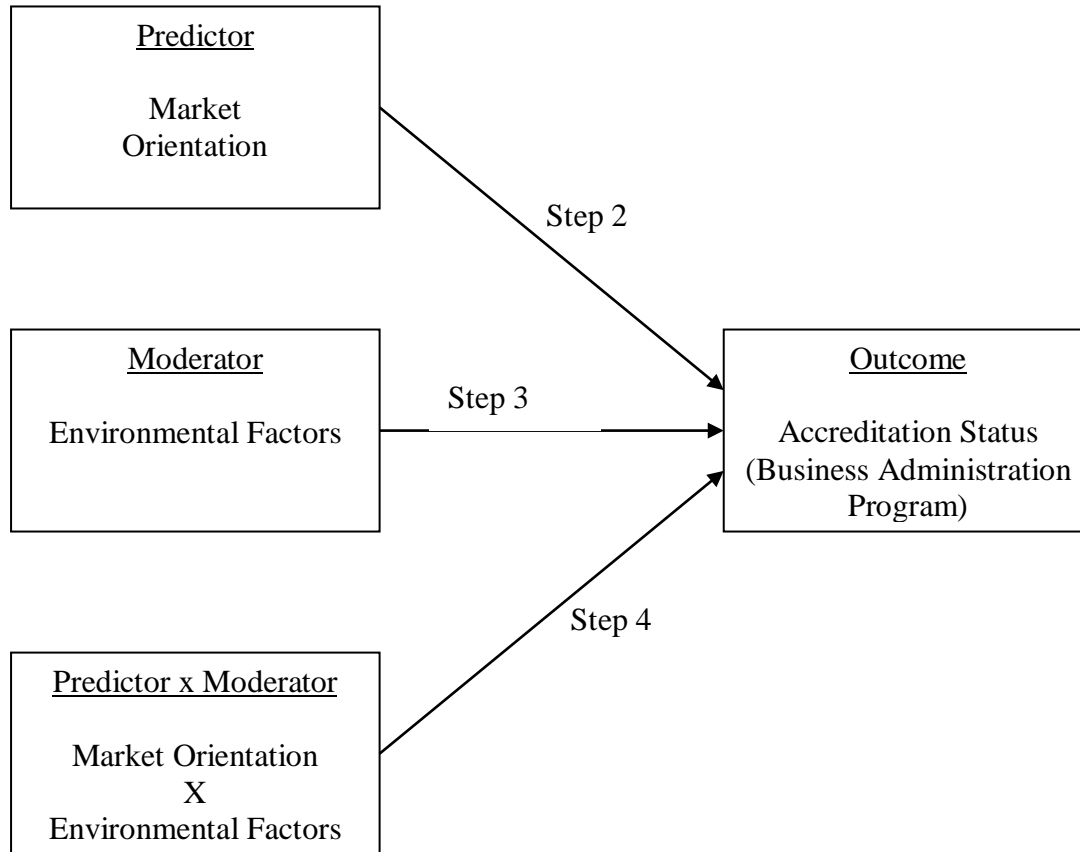 Predictor
Market
Orientation
Step 2
Moderator
Environmental Factors
Step 3
Outcome
Accreditation Status
(Business Administration
Program)
Step 4
Predictor x Moderator
Market Orientation
X
Environmental Factors